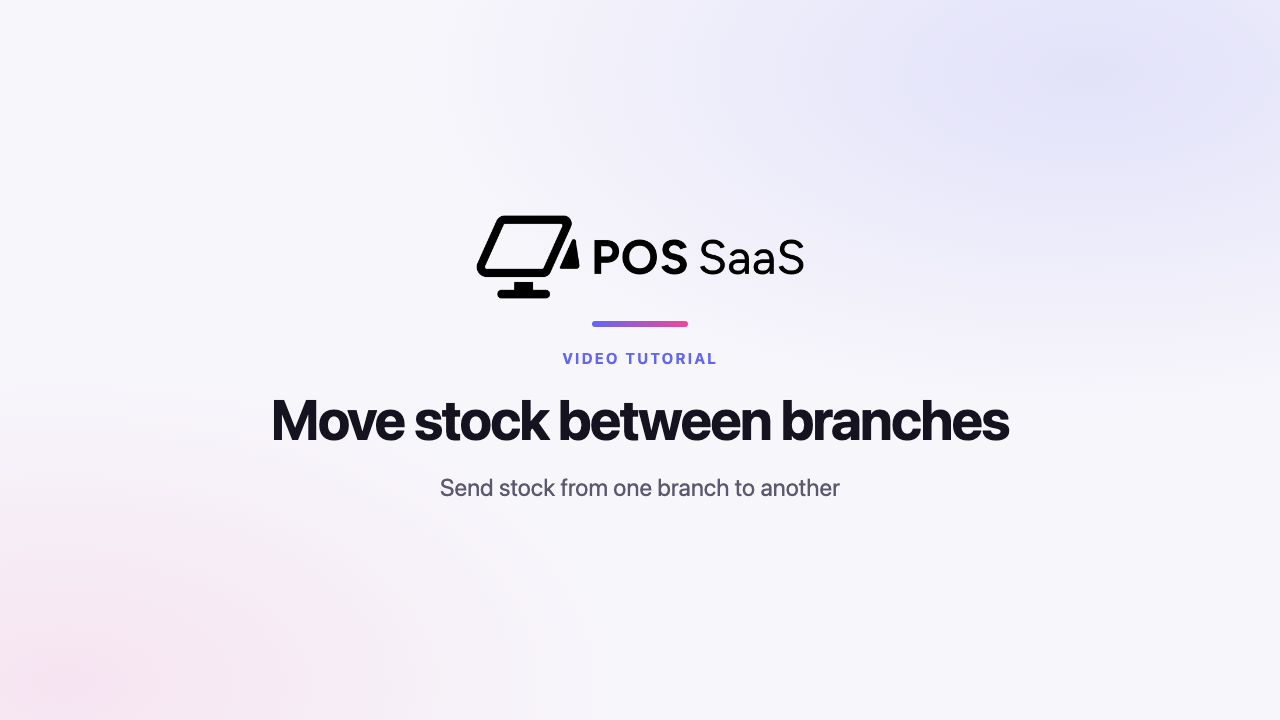 POS SaaS
VIDEO TUTORIAL
Move stock between branches
Send stock from one branch to another